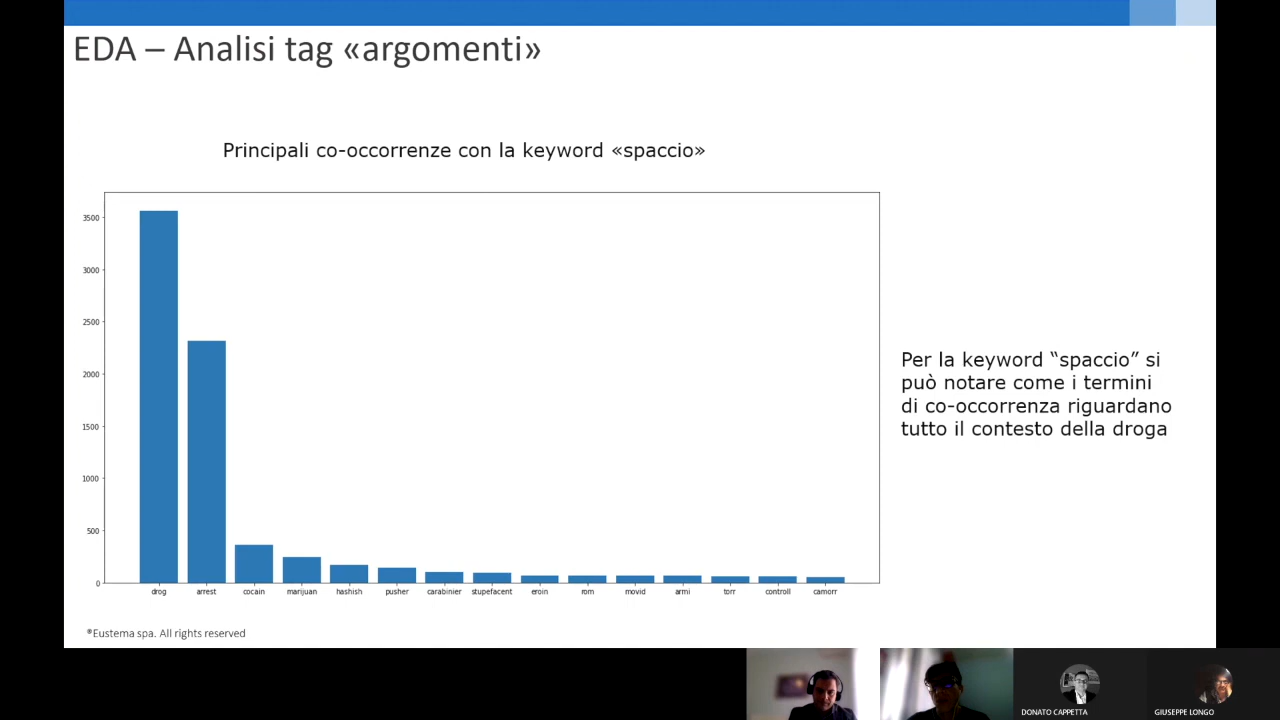 EDA – Analisi tag «argomenti»
Principali co-occorrenze con la keyword «spaccio»
3500
3000
2500
2000
1500
1000
500
0
drog arrest cocain marijuan hashish pusher carabinier stupefacent eroin rom movid armi torr controll camorr
Per la keyword “spaccio” si
può notare come i termini
di co-occorrenza riguardano
tutto il contesto della droga
®Eustema spa. All rights reserved
DONATO CAPPETTA
GIUSEPPE LONGO